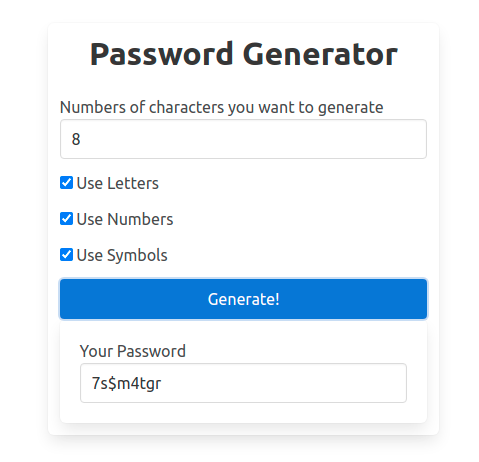 Password Generator
Numbers of characters you want to generate
8
Use Letters
Use Numbers
Use Symbols
Generate!
Your Password
7s$m4tgr